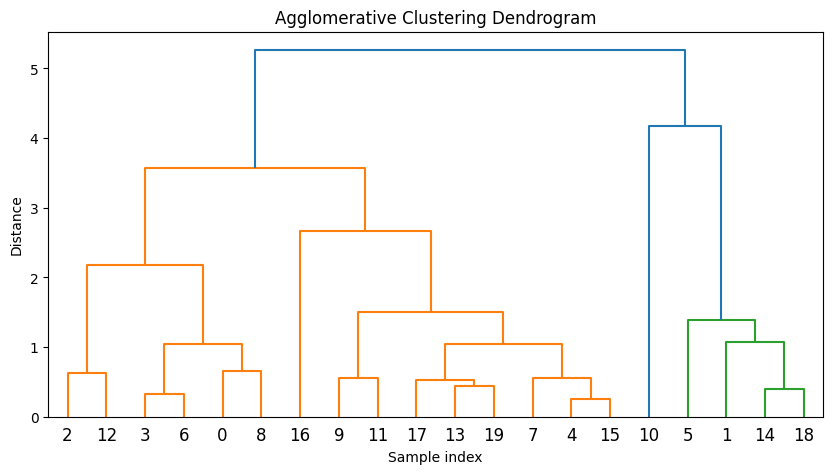 Agglomerative Clustering Dendrogram
5
4
3
2
1
0
Distance
2 12 3 6 0 8 16 9 11 17 13 19 7 4 15 10 5 1 14 18
Sample index